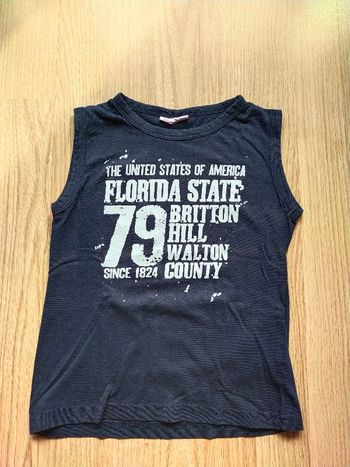 THE UNITED STATES OF AMERICA
FLORIDA STATE
79 BRITTON
HILL
WALTON
SINCE 1824 COUNTY